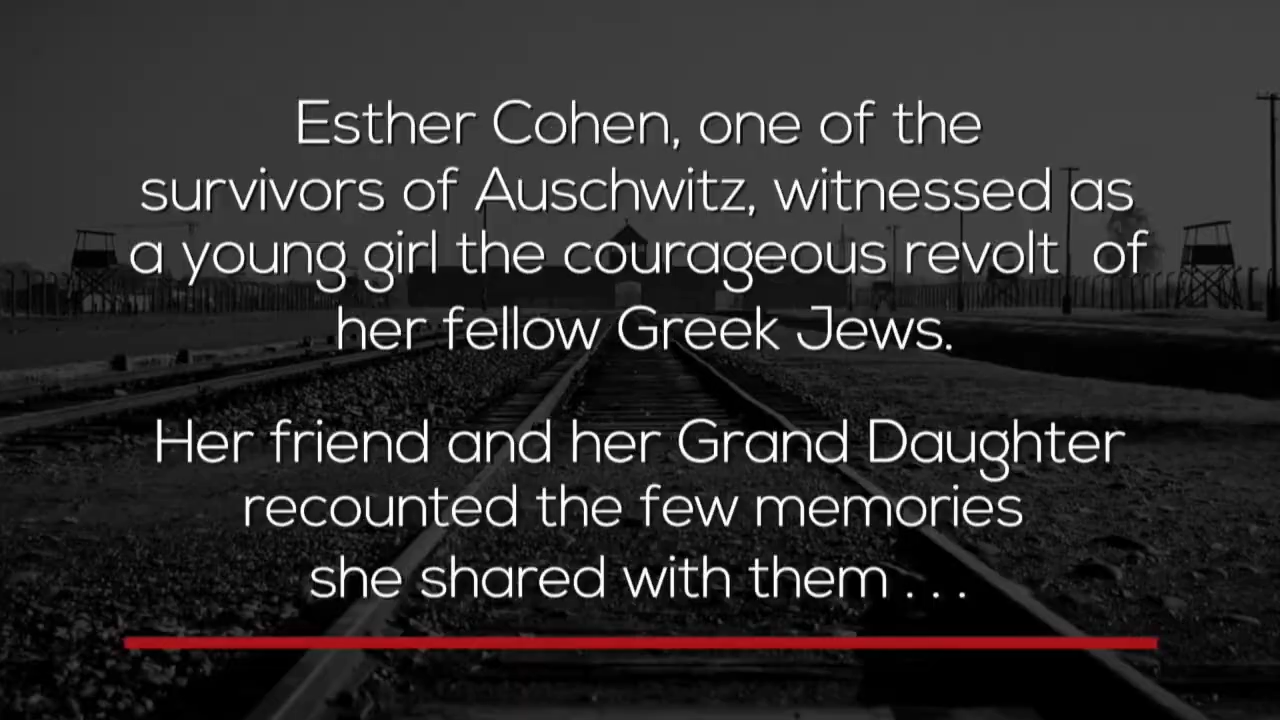 Esther Cohen, one of the
survivors of Auschwitz, witnessed as
a young girl the courageous revolt of
her fellow Greek Jews.
Her friend and her Grand Daughter
recounted the few memories
she shared with them . . .